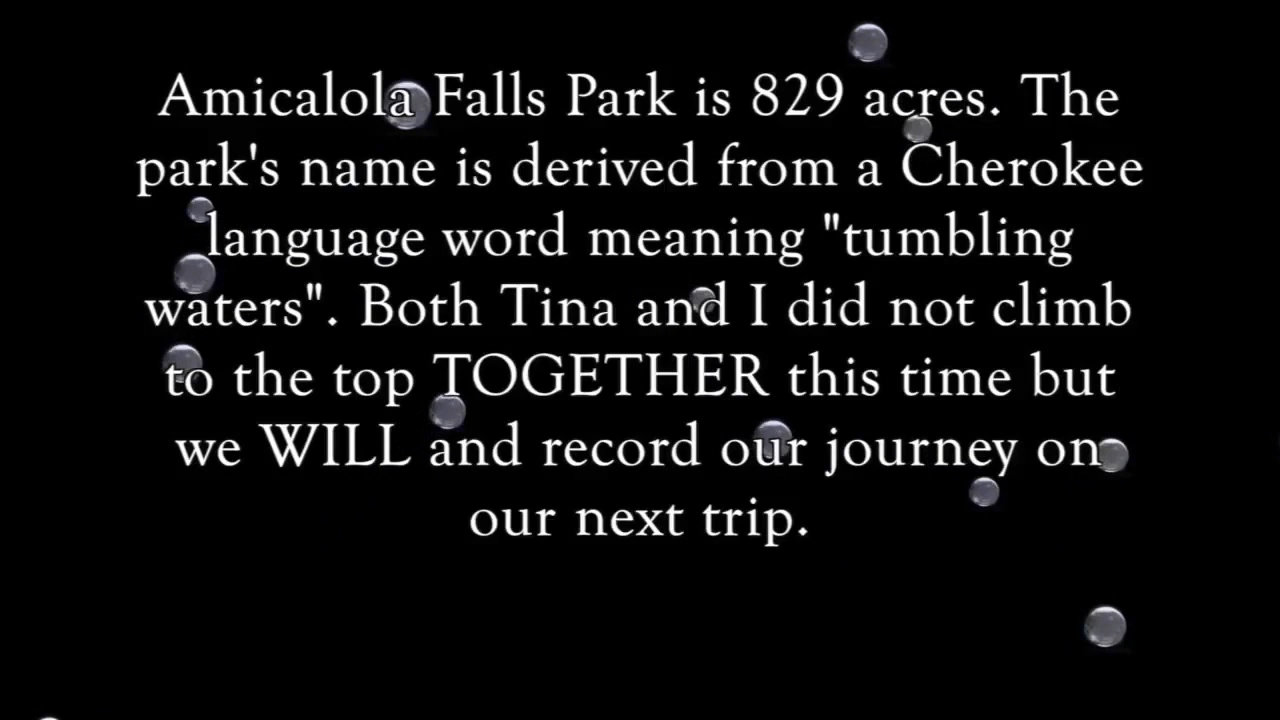 Amicalola Falls Park is 829 acres. The
park's name is derived from a Cherokee
language word meaning "tumbling
waters". Both Tina and I did not climb
to the top TOGETHER this time but
we WILL and record our journey on
our next trip.